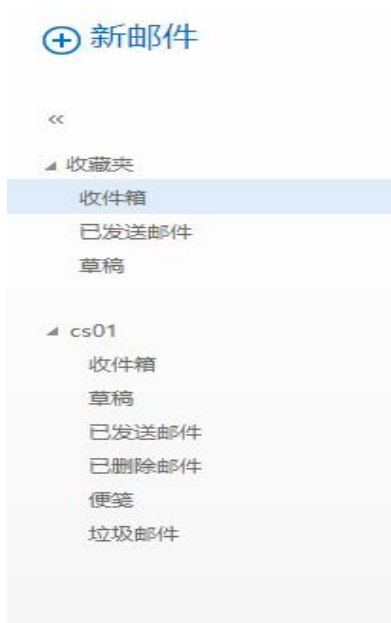 新邮件
«
收藏夹
收件箱
已发送邮件
草稿
cs01
收件箱
草稿
已发送邮件
已删除邮件
便笺
垃圾邮件